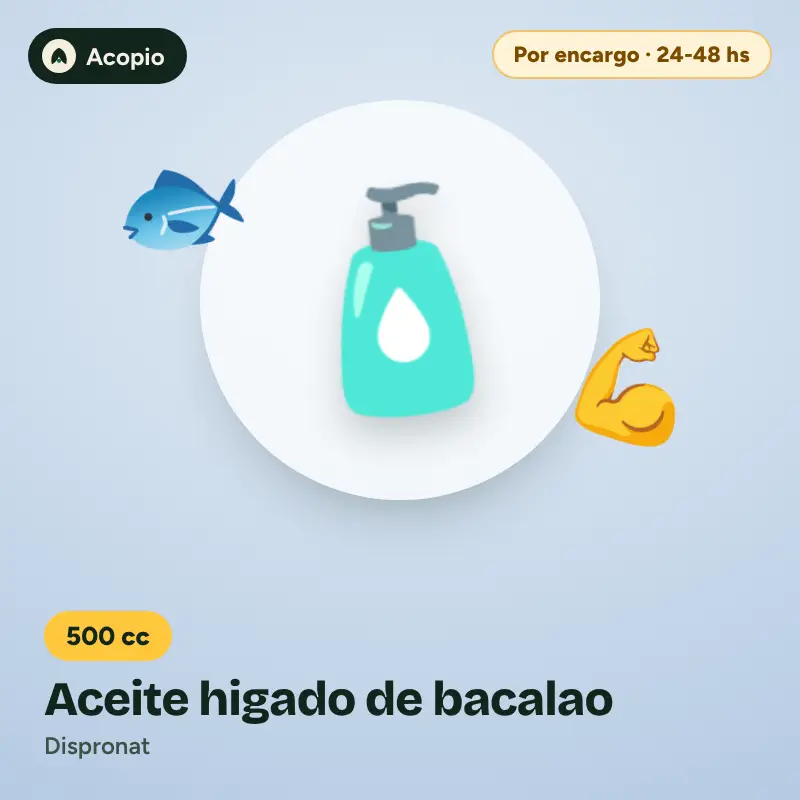 Acopio
Por encargo · 24-48 hs
500 cc
Aceite higado de bacalao
Dispronat